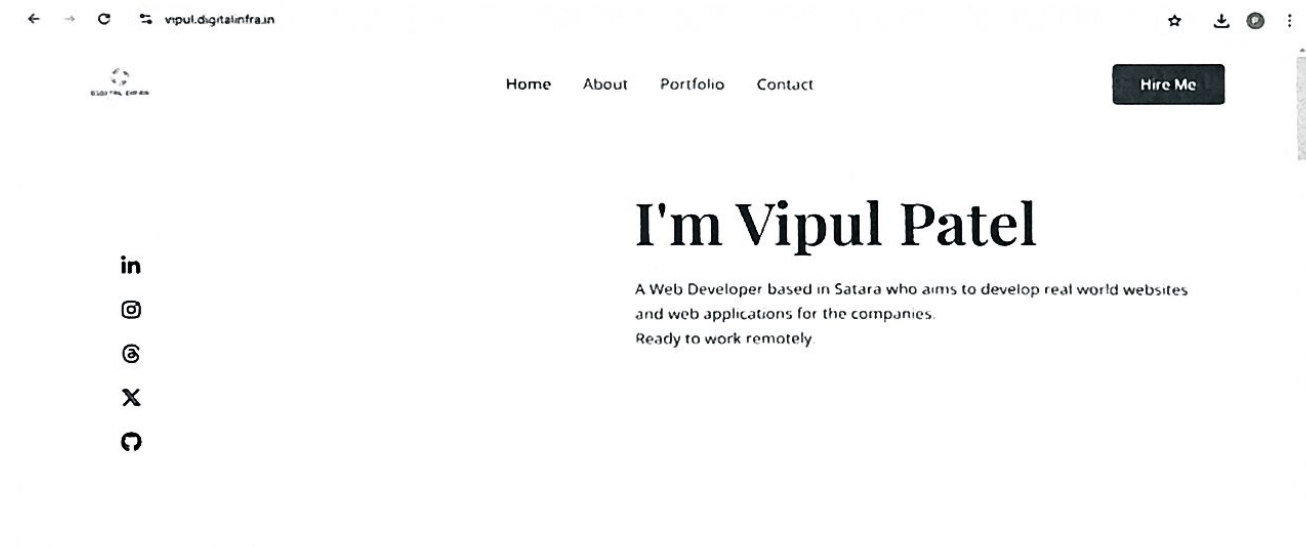 vipul.digitalinfra.in
Home About Portfolio Contact Hire Me
I'm Vipul Patel
A Web Developer based in Satara who aims to develop real world websites
and web applications for the companies.
Ready to work remotely.
in